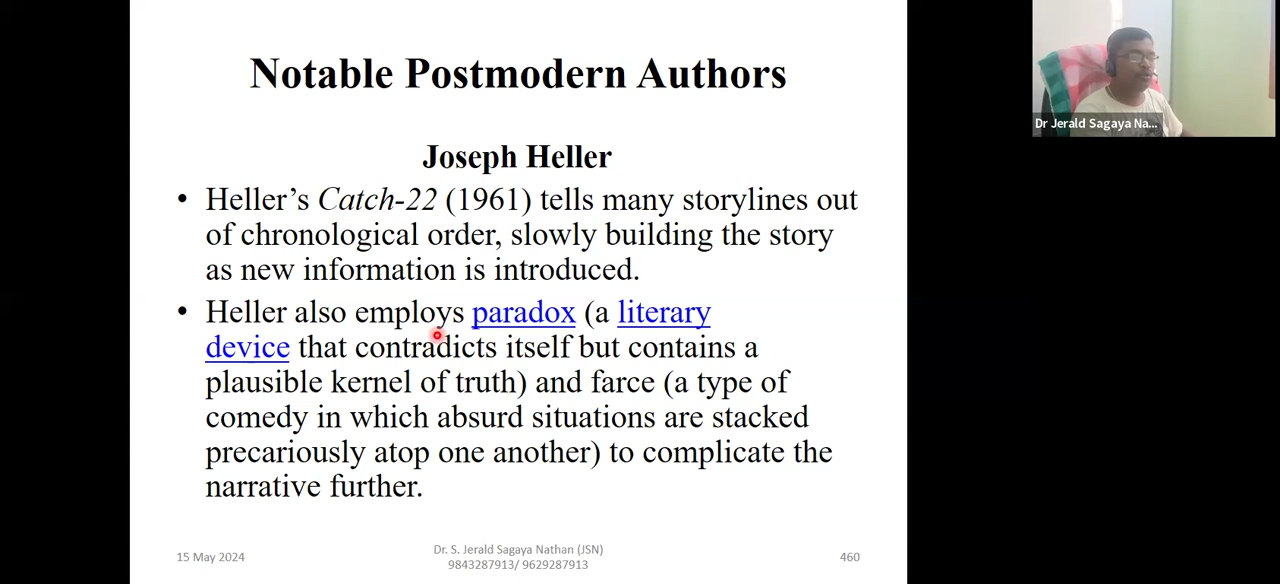 Notable Postmodern Authors
Dr Jerald Sagaya Na...
Joseph Heller
• Heller’s Catch-22 (1961) tells many storylines out
of chronological order, slowly building the story
as new information is introduced.
• Heller also employs paradox (a literary
device that contradicts itself but contains a
plausible kernel of truth) and farce (a type of
comedy in which absurd situations are stacked
precariously atop one another) to complicate the
narrative further.
15 May 2024
Dr. S. Jerald Sagaya Nathan (JSN)
9843287913/ 9629287913
460